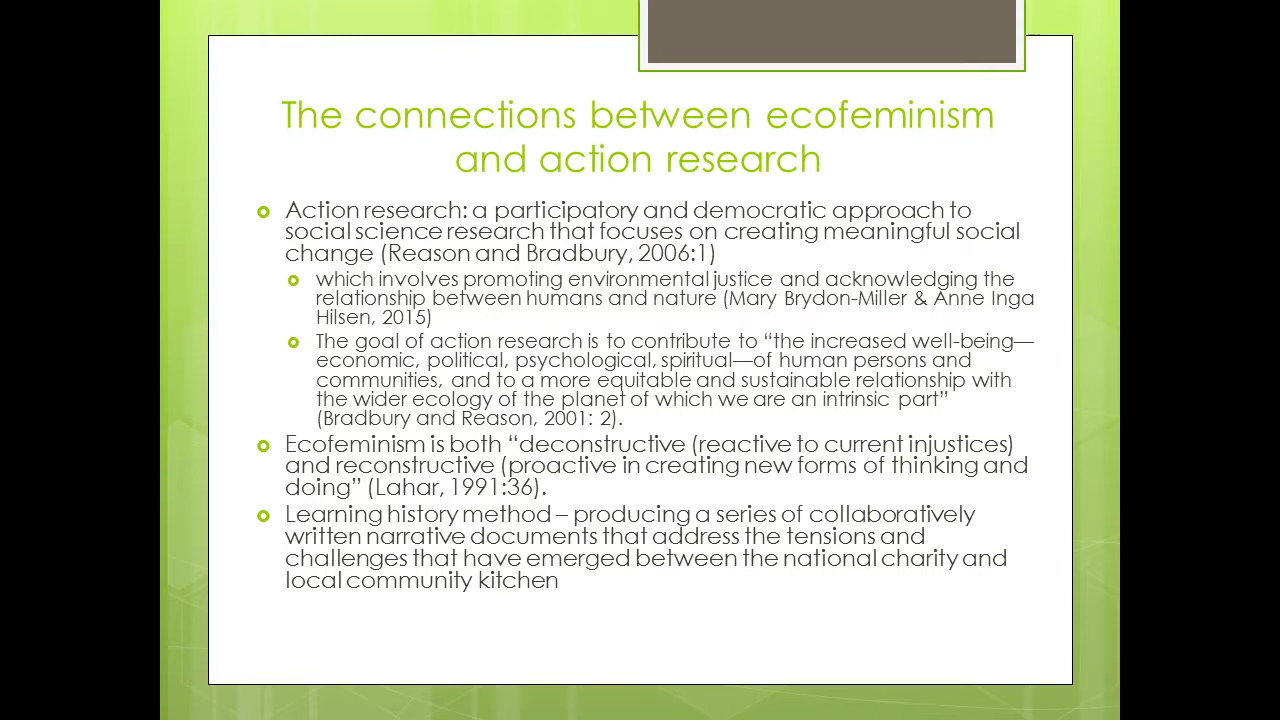 The connections between ecofeminism
and action research
Action research: a participatory and democratic approach to
social science research that focuses on creating meaningful social
change (Reason and Bradbury, 2006:1)
which involves promoting environmental justice and acknowledging the
relationship between humans and nature (Mary Brydon-Miller & Anne Inga
Hilsen, 2015)
The goal of action research is to contribute to “the increased well-being—
economic, political, psychological, spiritual—of human persons and
communities, and to a more equitable and sustainable relationship with
the wider ecology of the planet of which we are an intrinsic part”
(Bradbury and Reason, 2001: 2).
Ecofeminism is both “deconstructive (reactive to current injustices)
and reconstructive (proactive in creating new forms of thinking and
doing” (Lahar, 1991:36).
Learning history method – producing a series of collaboratively
written narrative documents that address the tensions and
challenges that have emerged between the national charity and
local community kitchen